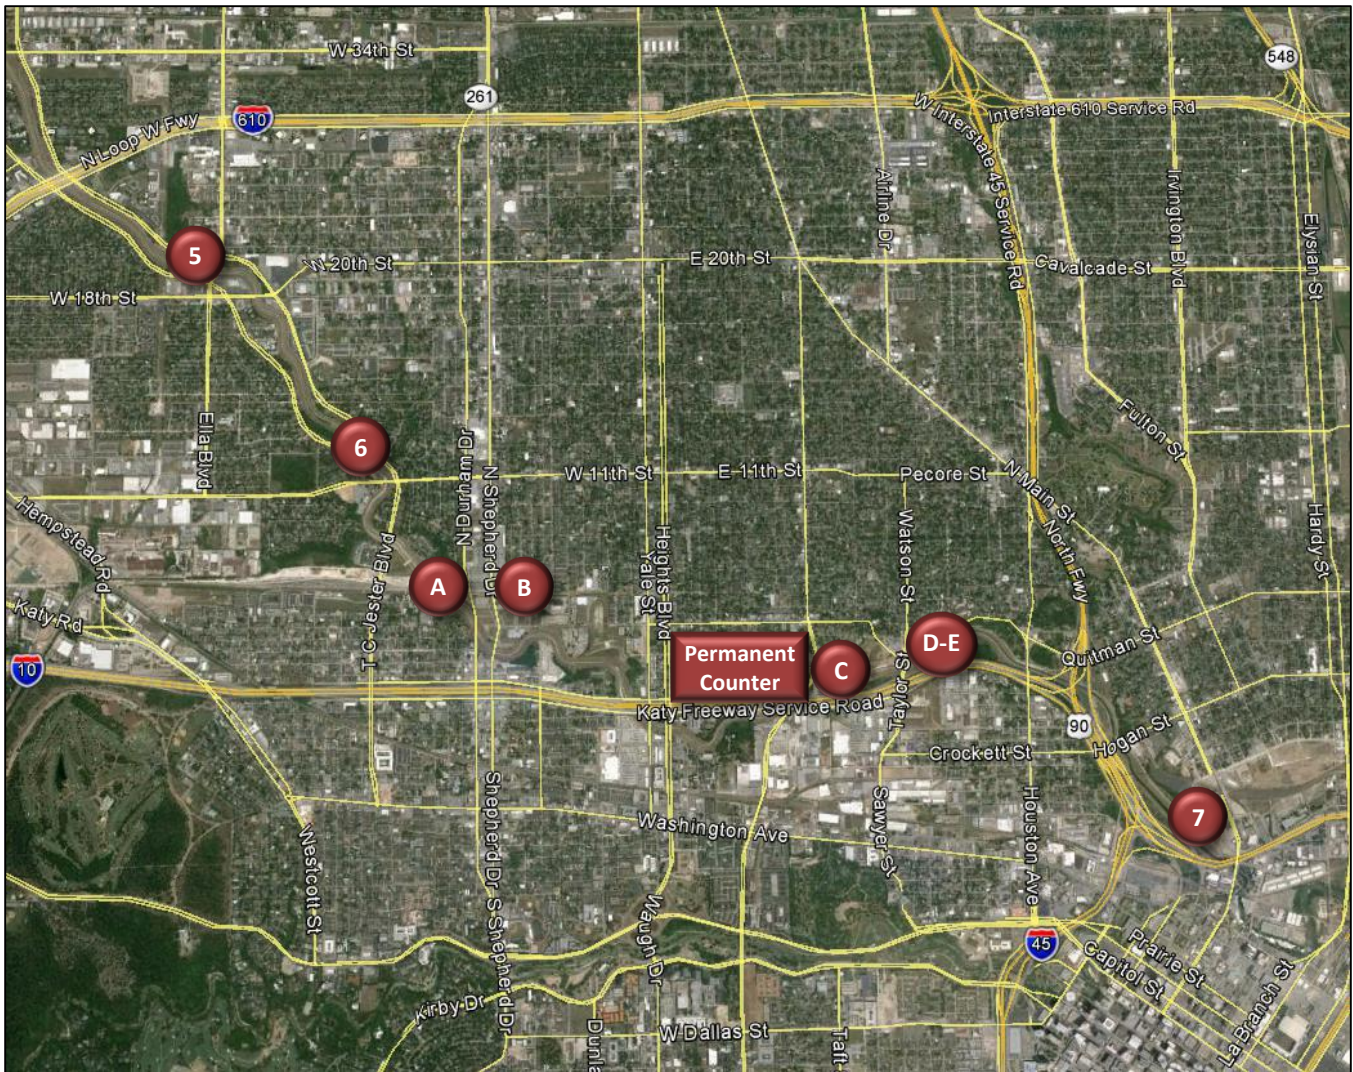 W 34th St
548
261
610
N Loop W Fwy
W Interstate 45 Service Rd
Interstate 610 Service Rd
Airline Dr
Irvington Blvd
Elysian St
5
W 20th St
E 20th St
Cavalcade St
W 18th St
Ella Blvd
6
N Durham Dr
N Shepherd Dr
W 11th St
E 11th St
Pecore St
N Main St
Fulton St
Hempstead Rd
Watson St
North Fwy
Hardy St
T C Jester Blvd
A
B
Yale St
Heights Blvd
Katy Rd
D-E
Quitman St
10
Permanent
Counter
C
Taylor St
Katy Freeway Service Road
90
Hogan St
Crockett St
Shepherd Dr
Sawyer St
Houston Ave
7
Washington Ave
Westcott St
Waugh Dr
S Shepherd Dr
45
Prairie St
Capitol St
La Branch St
Kirby Dr
W Dallas St
Taft